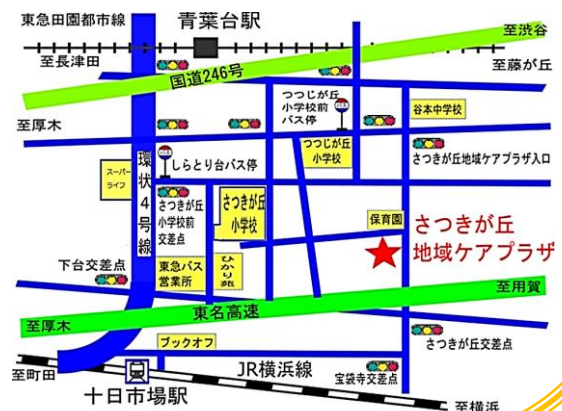 東急田園都市線
青葉台駅
至渋谷
至長津田
国道246号
至藤が丘
つつじが丘
小学校前
バス停
谷本中学校
至厚木
環状4号線
しらとり台バス停
つつじが丘
小学校
さつきが丘地域ケアプラザ入口
スーパー
ライフ
さつきが丘
小学校前
交差点
さつきが丘
小学校
保育園
さつきが丘
地域ケアプラザ
下台交差点
東急バス
営業所
ひかり苑
至用賀
至厚木
東名高速
ブックオフ
さつきが丘交差点
至町田
JR横浜線
宝袋寺交差点
十日市場駅
至横浜